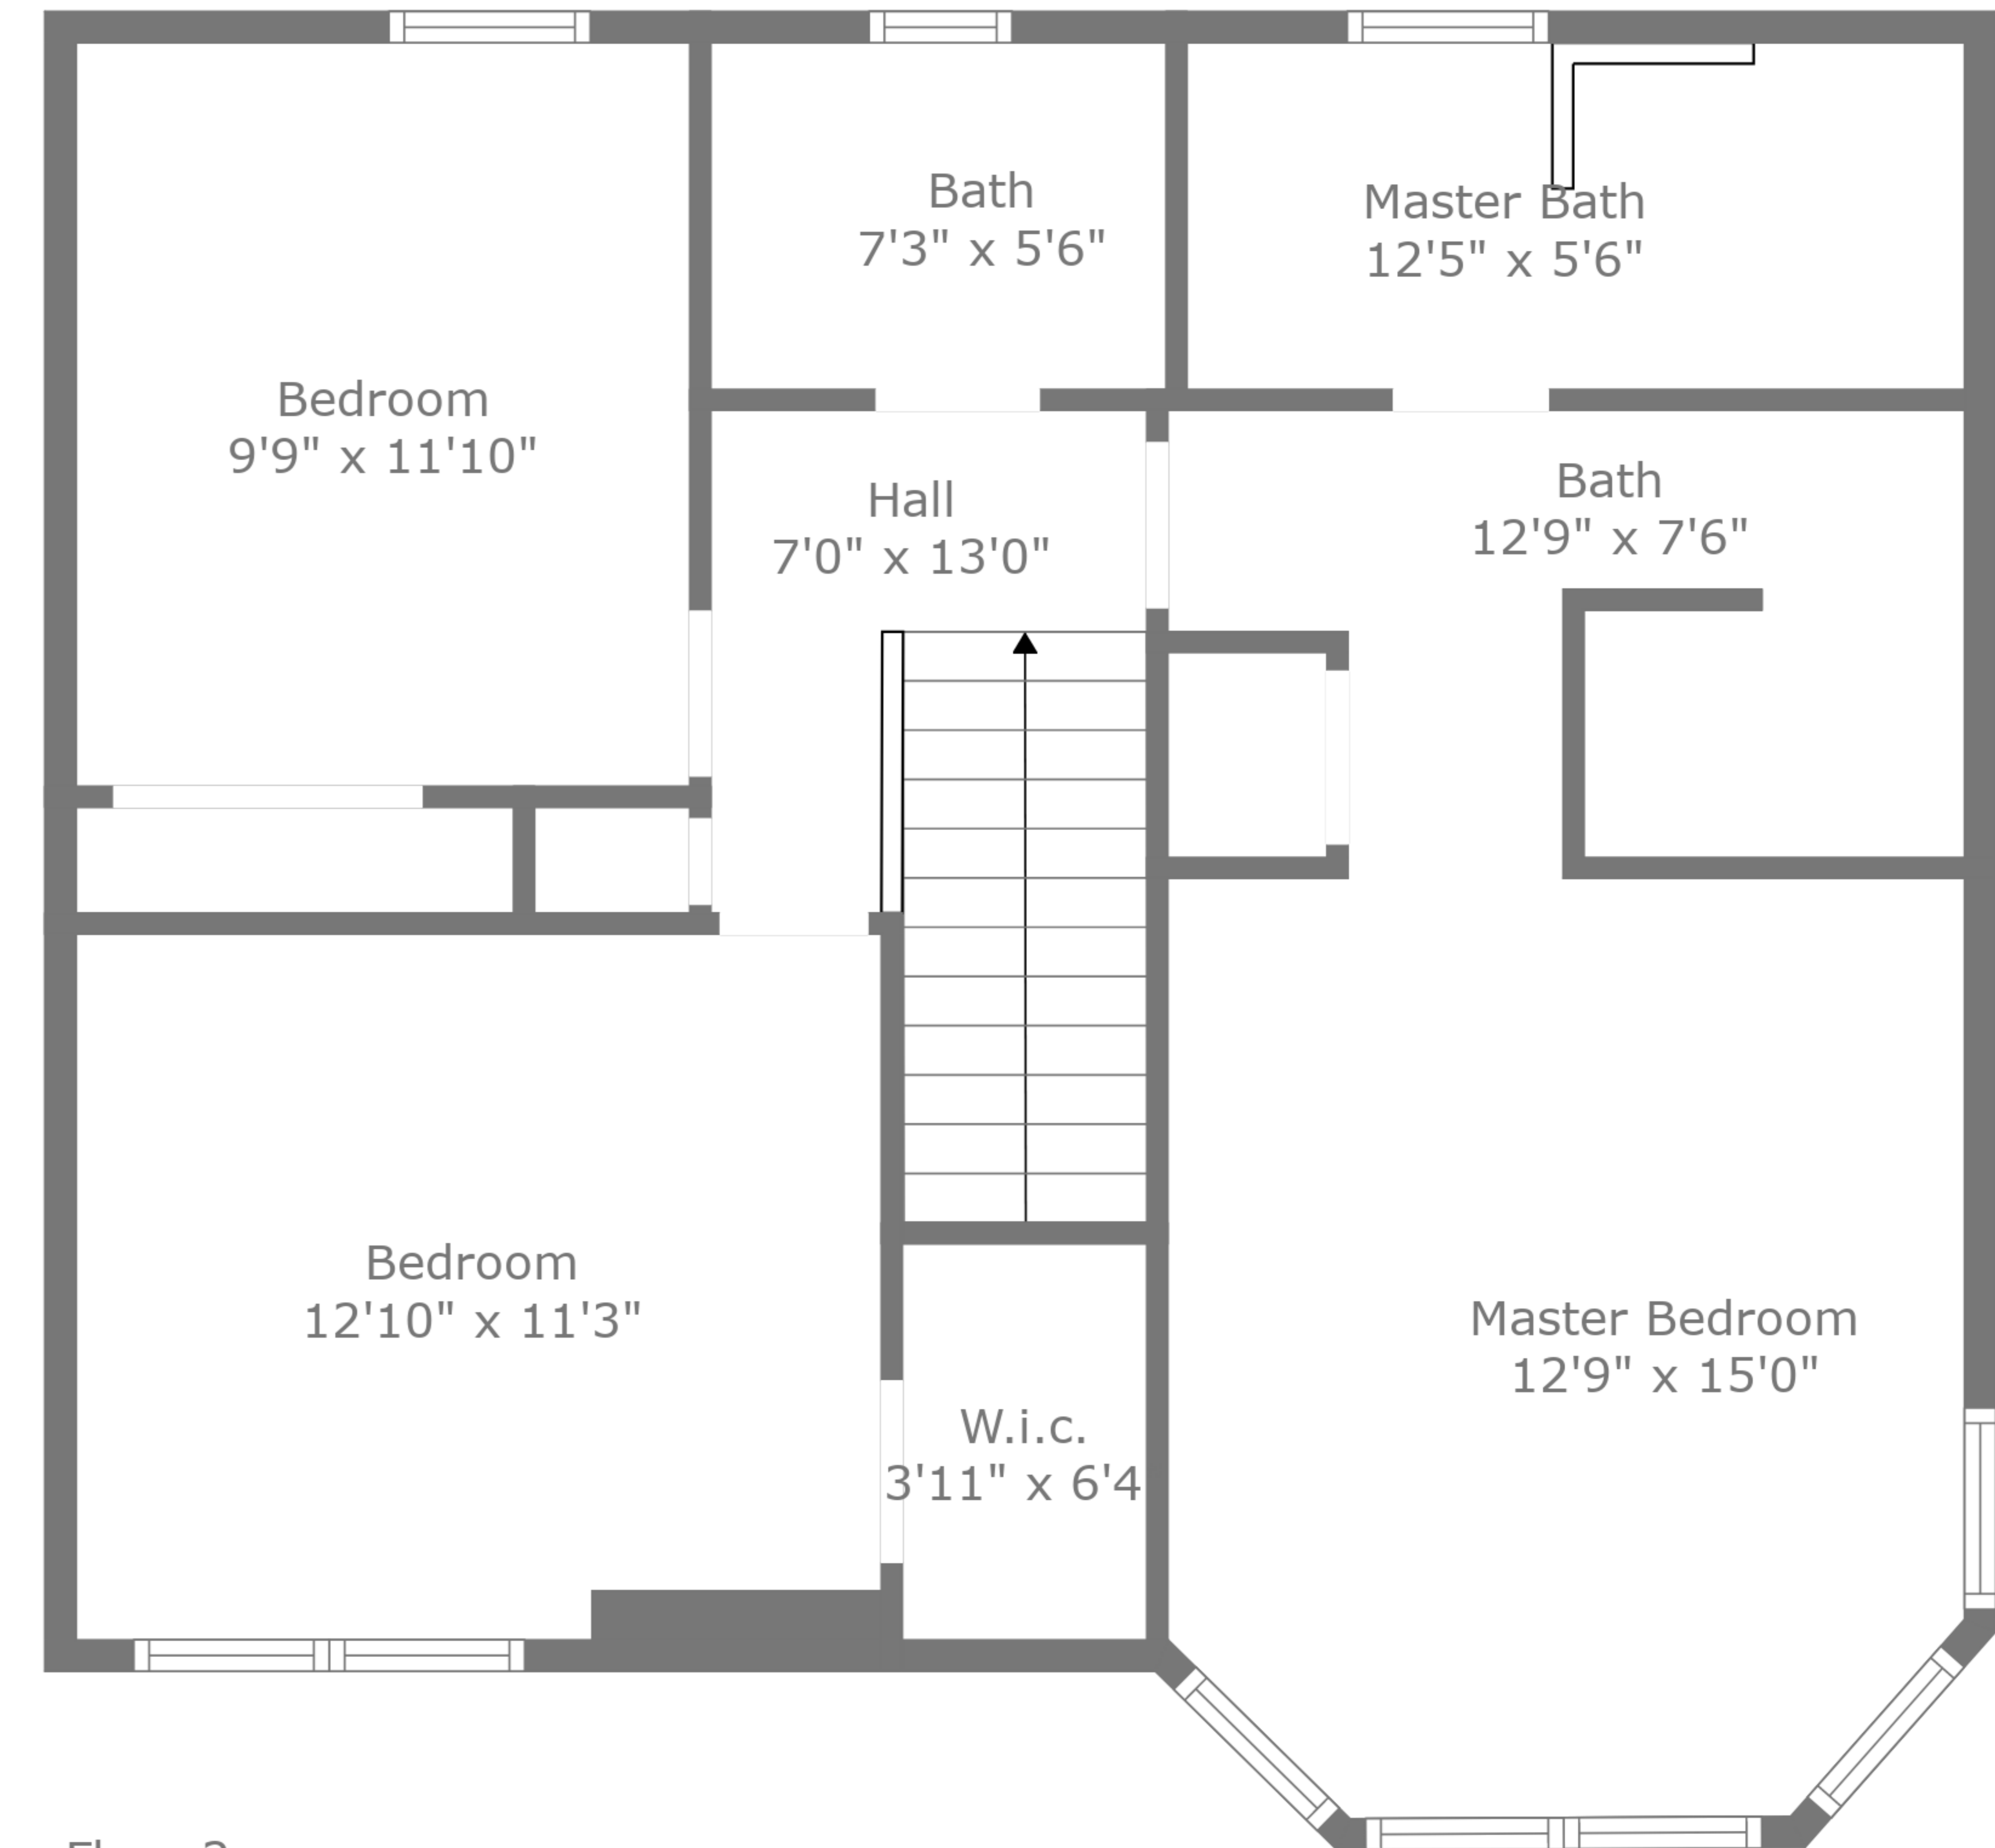 Bath
7'3" x 5'6"
Master Bath
12'5" x 5'6"
Bedroom
9'9" x 11'10"
Hall
7'0" x 13'0"
Bath
12'9" x 7'6"
Bedroom
12'10" x 11'3"
Master Bedroom
12'9" x 15'0"
W.i.c.
3'11" x 6'4